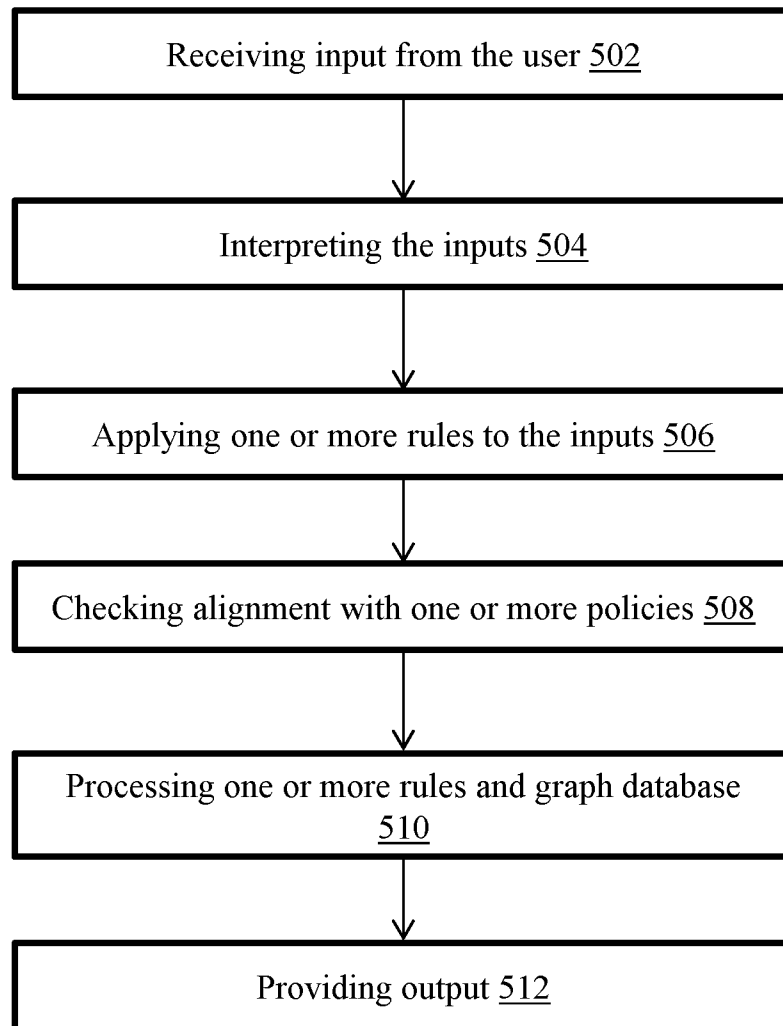 Receiving input from the user 502
Interpreting the inputs 504
Applying one or more rules to the inputs 506
Checking alignment with one or more policies 508
Processing one or more rules and graph database
510
Providing output 512